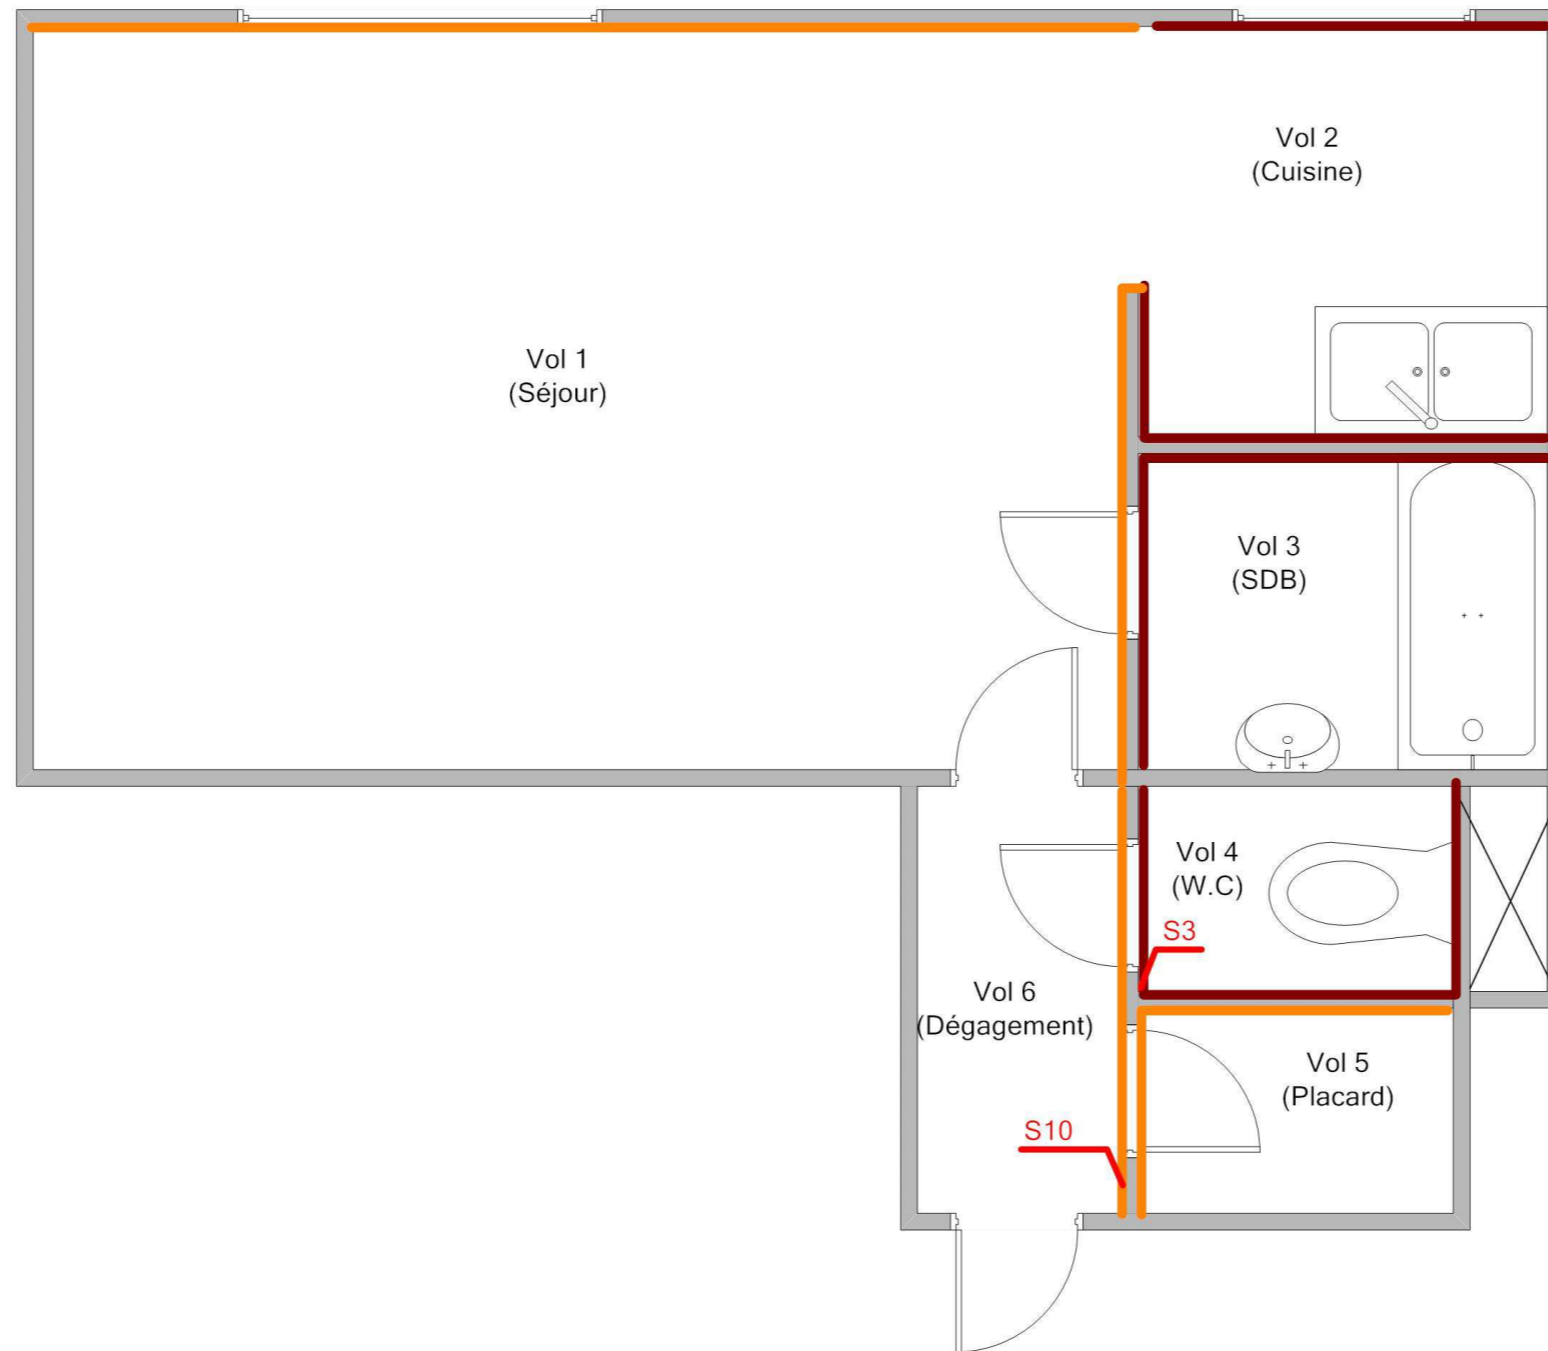 Vol 2
(Cuisine)
Vol 1
(Séjour)
Vol 3
(SDB)
Vol 4
(W.C)
S3
Vol 6
(Dégagement)
Vol 5
(Placard)
S10